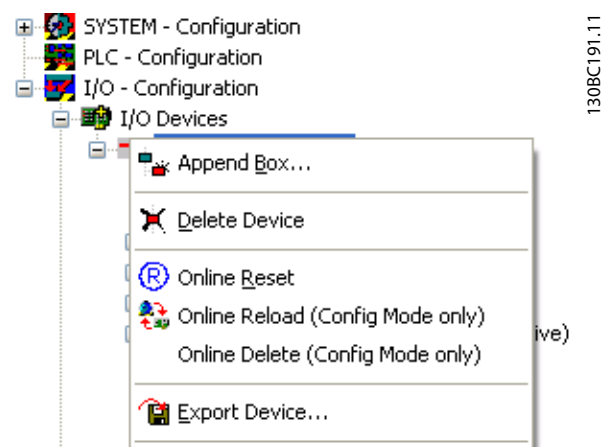 SYSTEM - Configuration
PLC - Configuration
I/O - Configuration
I/O Devices
Append Box...
Delete Device
Online Reset
Online Reload (Config Mode only)
ive)
Online Delete (Config Mode only)
Export Device...
130BC191.11